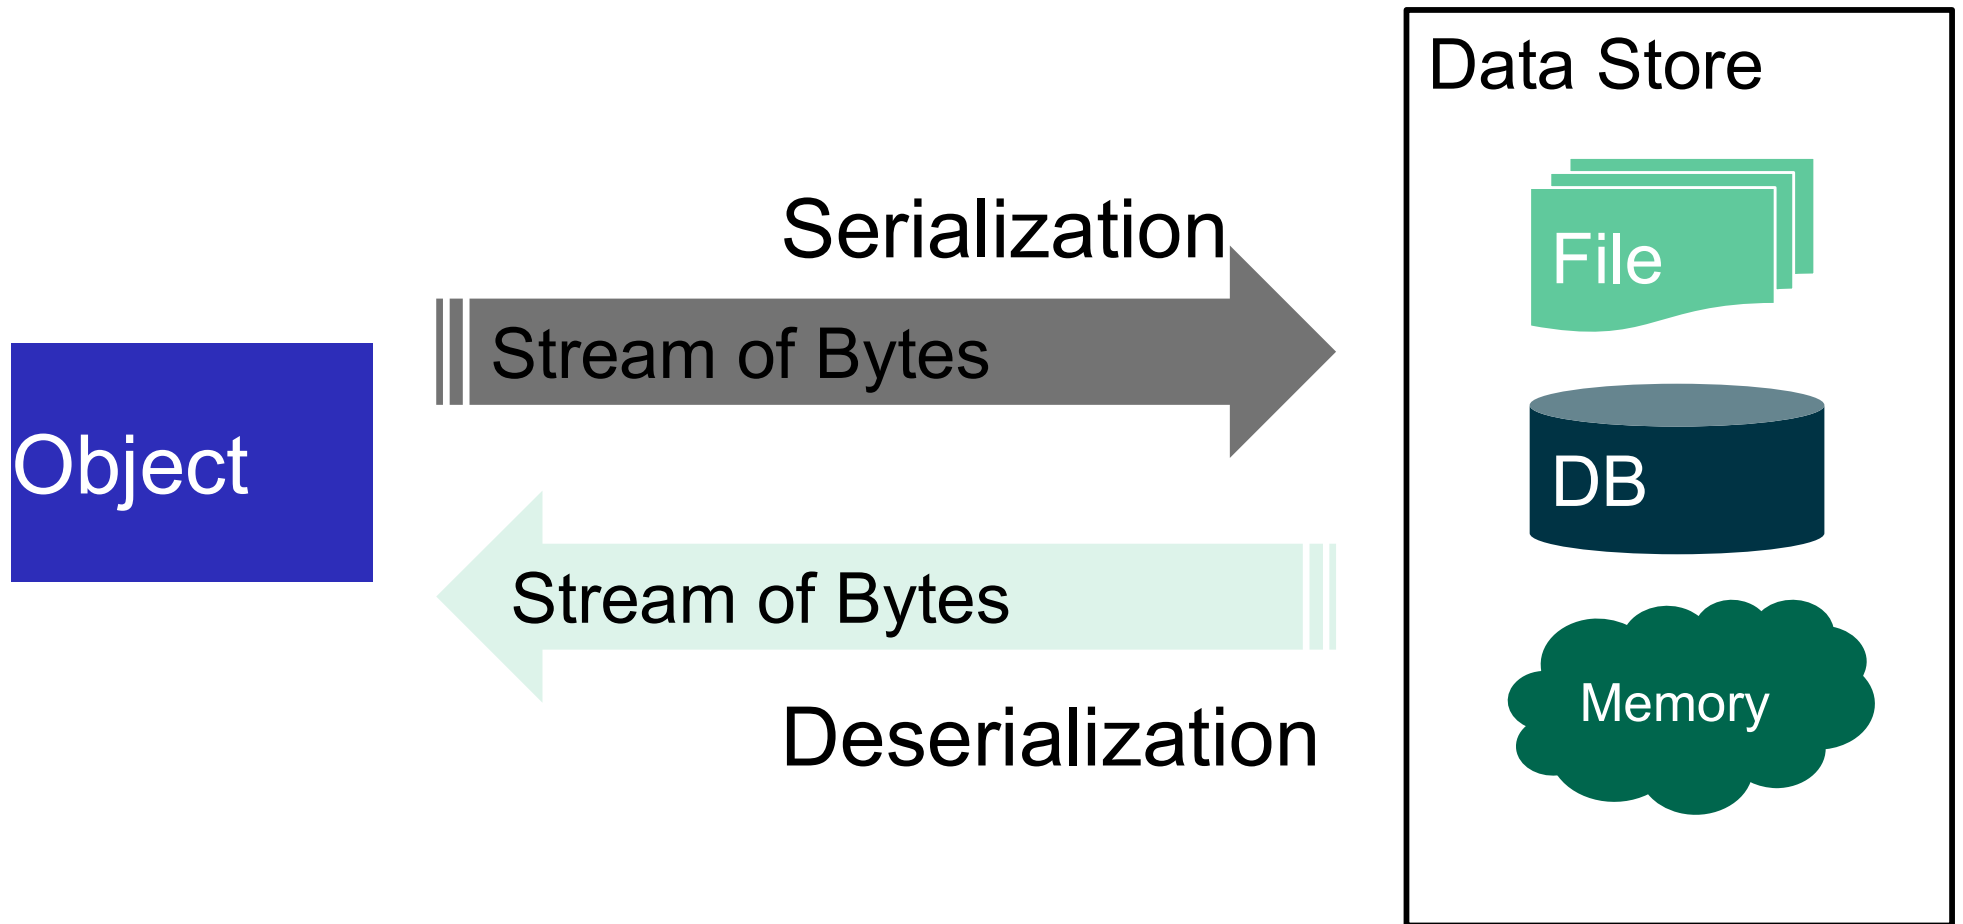 Data Store
Serialization
File
Stream of Bytes
Object
DB
Stream of Bytes
Memory
Deserialization